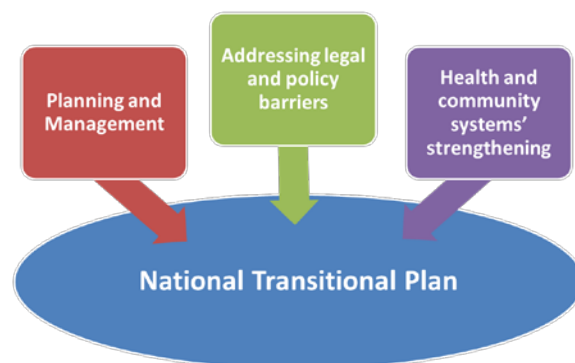 Planning and
Management
Addressing legal
and policy
barriers
Health and
community
systems’
strengthening
National Transitional Plan